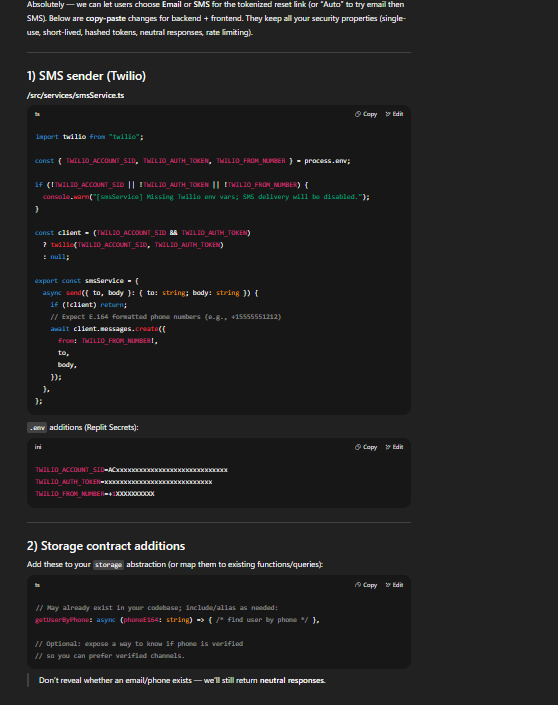 Absolutely — we can let users choose Email or SMS for the tokenized reset link (or "Auto" to try email then
SMS). Below are copy-paste changes for backend + frontend. They keep all your security properties (single-
use, short-lived, hashed tokens, neutral responses, rate limiting).
1) SMS sender (Twilio)
/src/services/smsService.ts
ts
Copy
Edit
import twilio from "twilio";
const { TWILIO_ACCOUNT_SID, TWILIO_AUTH_TOKEN, TWILIO_FROM_NUMBER } = process.env;
if (!TWILIO_ACCOUNT_SID || !TWILIO_AUTH_TOKEN || !TWILIO_FROM_NUMBER) {
console.warn("[smsService] Missing Twilio env vars; SMS delivery will be disabled.");
}
const client = (TWILIO_ACCOUNT_SID && TWILIO_AUTH_TOKEN)
? twilio(TWILIO_ACCOUNT_SID, TWILIO_AUTH_TOKEN)
: null;
export const smsService = {
async send({ to, body }: { to: string; body: string }) {
if (!client) return;
// Expect E.164 formatted phone numbers (e.g., +15555551212)
await client.messages.create({
from: TWILIO_FROM_NUMBER!,
to,
body,
});
},
};
.env additions (Replit Secrets):
ini
Copy
Edit
TWILIO_ACCOUNT_SID=ACxxxxxxxxxxxxxxxxxxxxxxxxxxxx
TWILIO_AUTH_TOKEN=xxxxxxxxxxxxxxxxxxxxxxxxxxx
TWILIO_FROM_NUMBER=+1XXXXXXXXXX
2) Storage contract additions
Add these to your storage abstraction (or map them to existing functions/queries):
ts
Copy
Edit
// May already exist in your codebase; include/alias as needed:
getUserByPhone: async (phoneE164: string) => { /* find user by phone */ },
// Optional: expose a way to know if phone is verified
// so you can prefer verified channels.
Don't reveal whether an email/phone exists — we'll still return neutral responses.